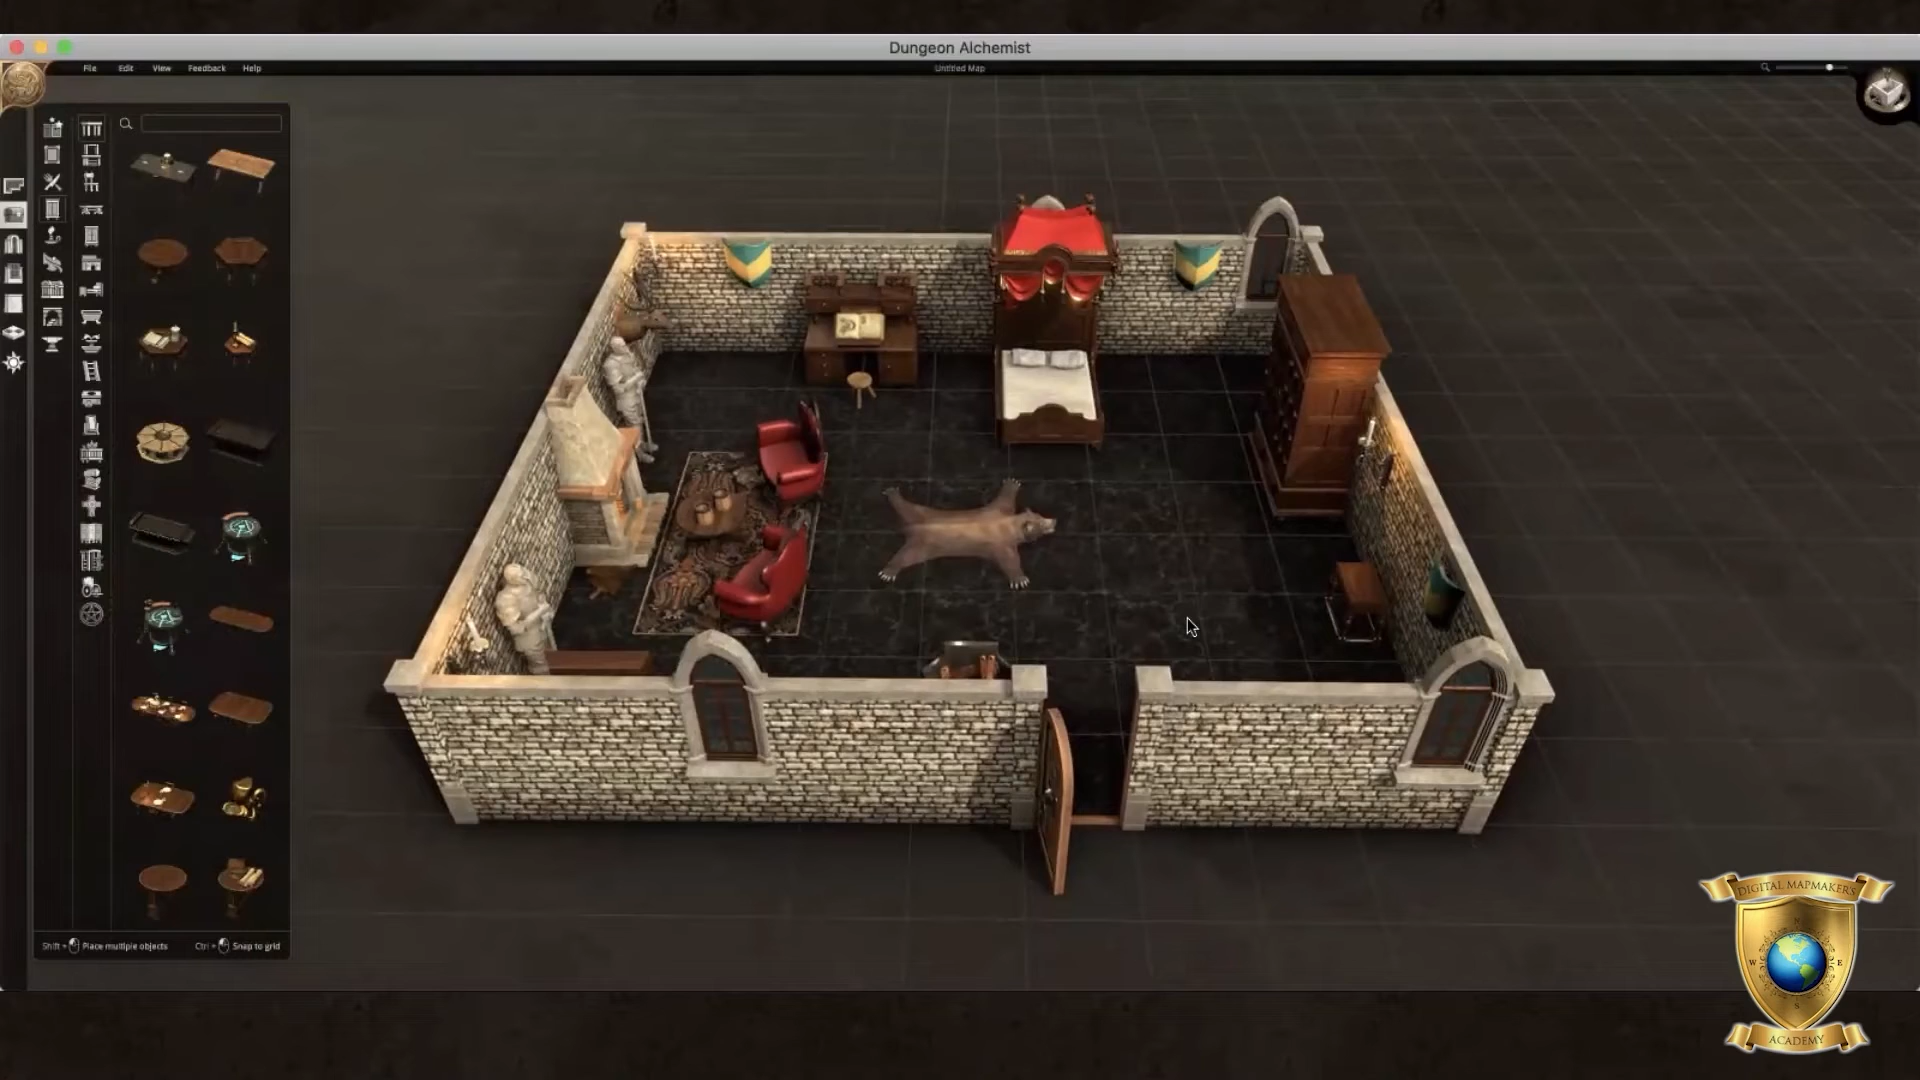 Dungeon Alchemist
File Edit View Feedback Help
Untitled Map
Shift + Place multiple objects Ctrl + Snap to grid
DIGITAL MAPMAKER'S
N
W E
S
ACADEMY